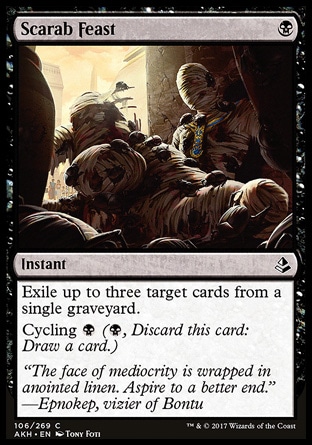 Scarab Feast
Instant
Exile up to three target cards from a
single graveyard.
Cycling (, Discard this card:
Draw a card.)
"The face of mediocrity is wrapped in
anointed linen. Aspire to a better end."
—Epnokep, vizier of Bontu
106/269 C
AKH • EN Tony Foti
™ & © 2017 Wizards of the Coast